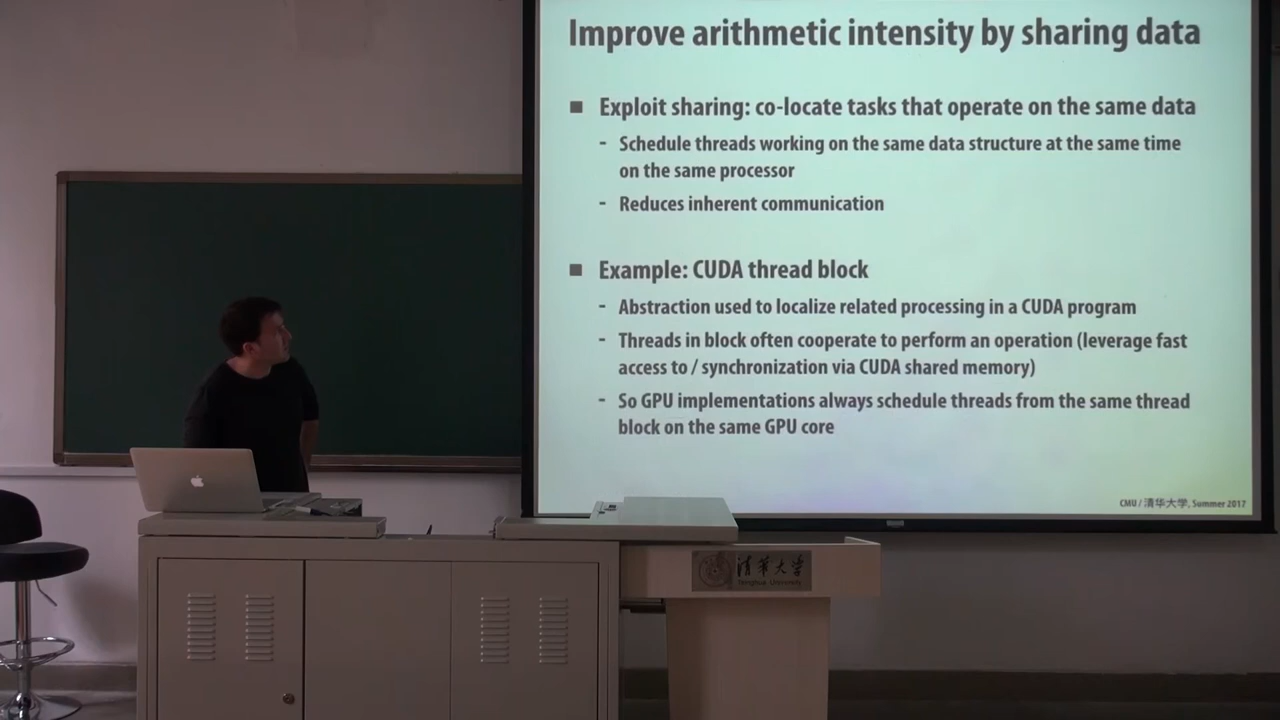 Improve arithmetic intensity by sharing data
■ Exploit sharing: co-locate tasks that operate on the same data
- Schedule threads working on the same data structure at the same time
on the same processor
- Reduces inherent communication
■ Example: CUDA thread block
- Abstraction used to localize related processing in a CUDA program
- Threads in block often cooperate to perform an operation (leverage fast
access to / synchronization via CUDA shared memory)
- So GPU implementations always schedule threads from the same thread
block on the same GPU core
CMU / 清华大学, Summer 2017
清華大学
Tsinghua University